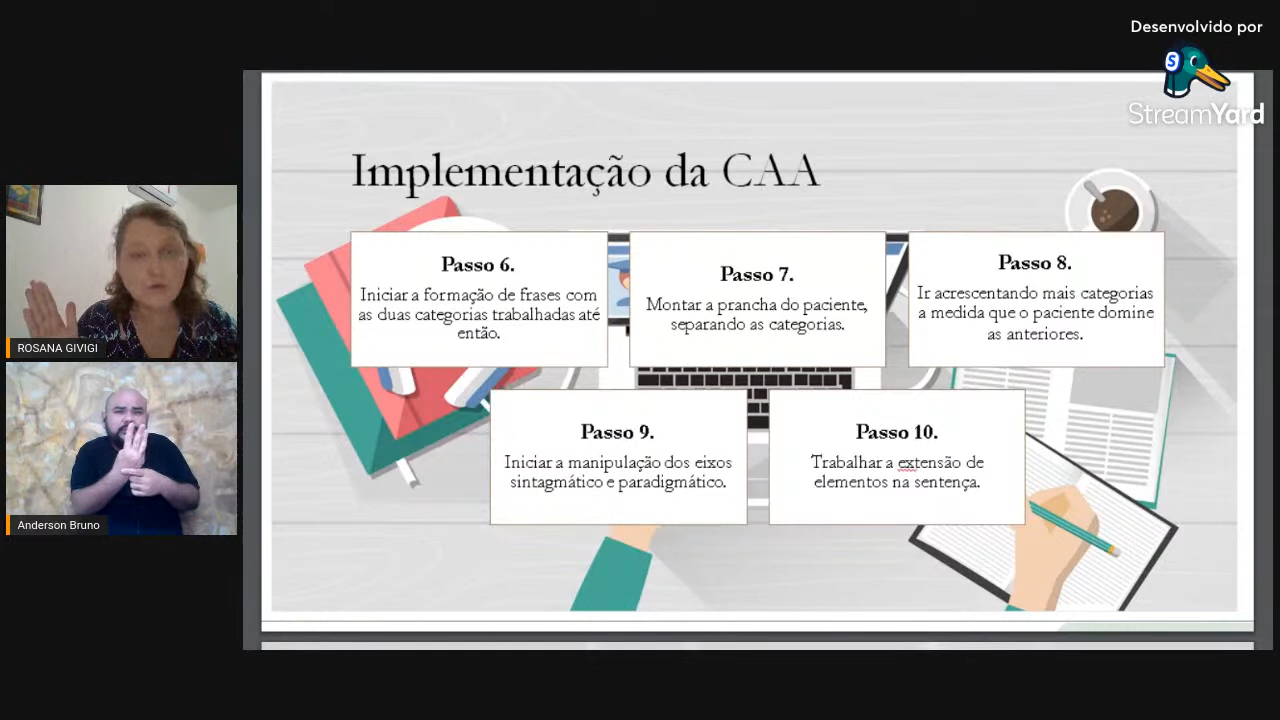 Desenvolvido por
StreamYard
Implementação da CAA
Passo 6.
Iniciar a formação de frases com
as duas categorias trabalhadas até
então.
Passo 7.
Montar a prancha do paciente,
separando as categorias.
Passo 8.
Ir acrescentando mais categorias
a medida que o paciente domine
as anteriores.
Passo 9.
Iniciar a manipulação dos eixos
sintagmático e paradigmático.
Passo 10.
Trabalhar a extensão de
elementos na sentença.
ROSANA GIVIGI
Anderson Bruno